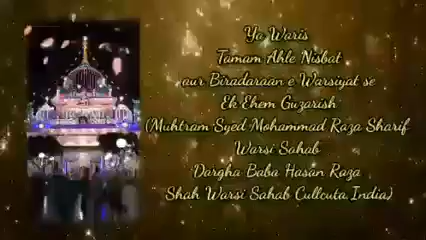 Ya Waris
Tamam Ahle Nisbat
aur Biradaraan e Warsiyat se
Ek Ehem Guzarish
(Muhtram Syed Mohammad Raza Sharif
Warsi Sahab
Dargha Baba Hasan Raza
Shah Warsi Sahab Cullcuta,India)